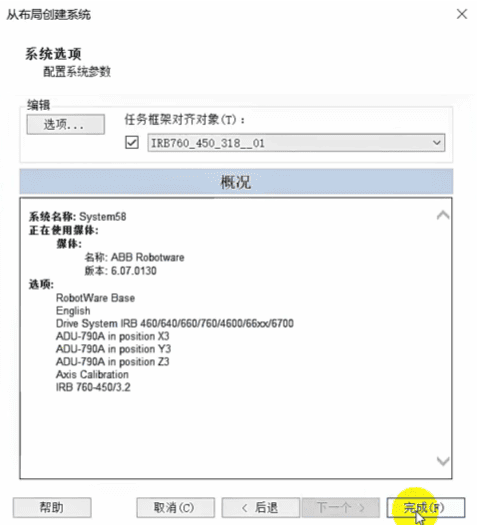 从布局创建系统
系统选项
配置系统参数
编辑
选项...
任务框架对齐对象(T)：
IRB760_450_318__01
概况
系统名称: System58
正在使用媒体:
媒体:
名称: ABB Robotware
版本: 6.07.0130
选项:
RobotWare Base
English
Drive System IRB 460/640/660/760/4600/66xx/6700
ADU-790A in position X3
ADU-790A in position Y3
ADU-790A in position Z3
Axis Calibration
IRB 760-450/3.2
帮助
取消(C)
< 后退
下一个 >
完成(F)